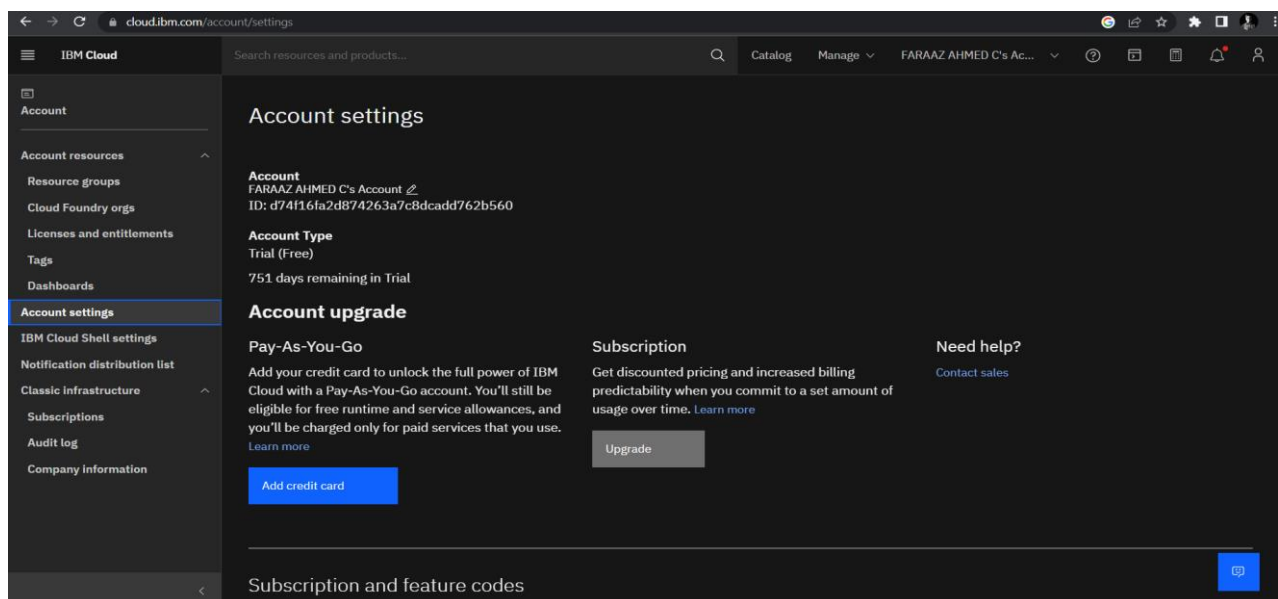 cloud.ibm.com/account/settings
IBM Cloud
Search resources and products...
Catalog
Manage
FARAAZ AHMED C's Ac...
Account
Account resources
Resource groups
Cloud Foundry orgs
Licenses and entitlements
Tags
Dashboards
Account settings
IBM Cloud Shell settings
Notification distribution list
Classic infrastructure
Subscriptions
Audit log
Company information
Account settings
Account
FARAAZ AHMED C's Account
ID: d74f16fa2d874263a7c8dcadd762b560
Account Type
Trial (Free)
751 days remaining in Trial
Account upgrade
Pay-As-You-Go
Add your credit card to unlock the full power of IBM
Cloud with a Pay-As-You-Go account. You'll still be
eligible for free runtime and service allowances, and
you'll be charged only for paid services that you use.
Learn more
Add credit card
Subscription
Get discounted pricing and increased billing
predictability when you commit to a set amount of
usage over time. Learn more
Upgrade
Need help?
Contact sales
Subscription and feature codes